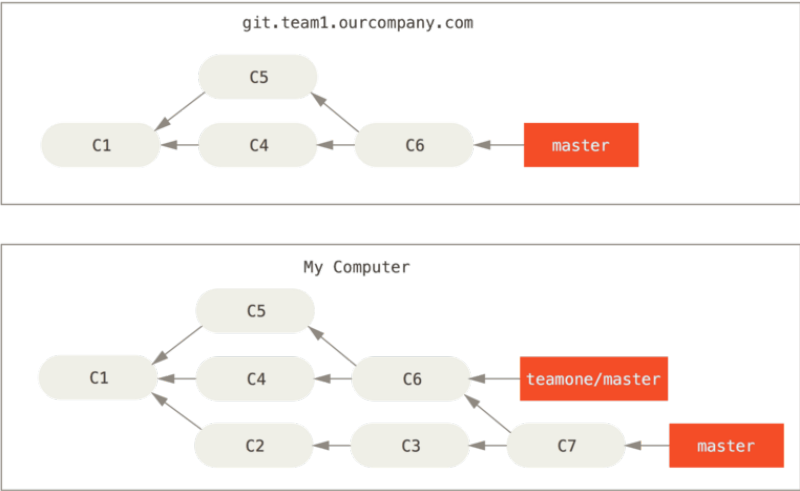 git.team1.ourcompany.com
C5
C1 C4 C6 master
My Computer
C5
C1 C4 C6 teamone/master
C2 C3 C7 master